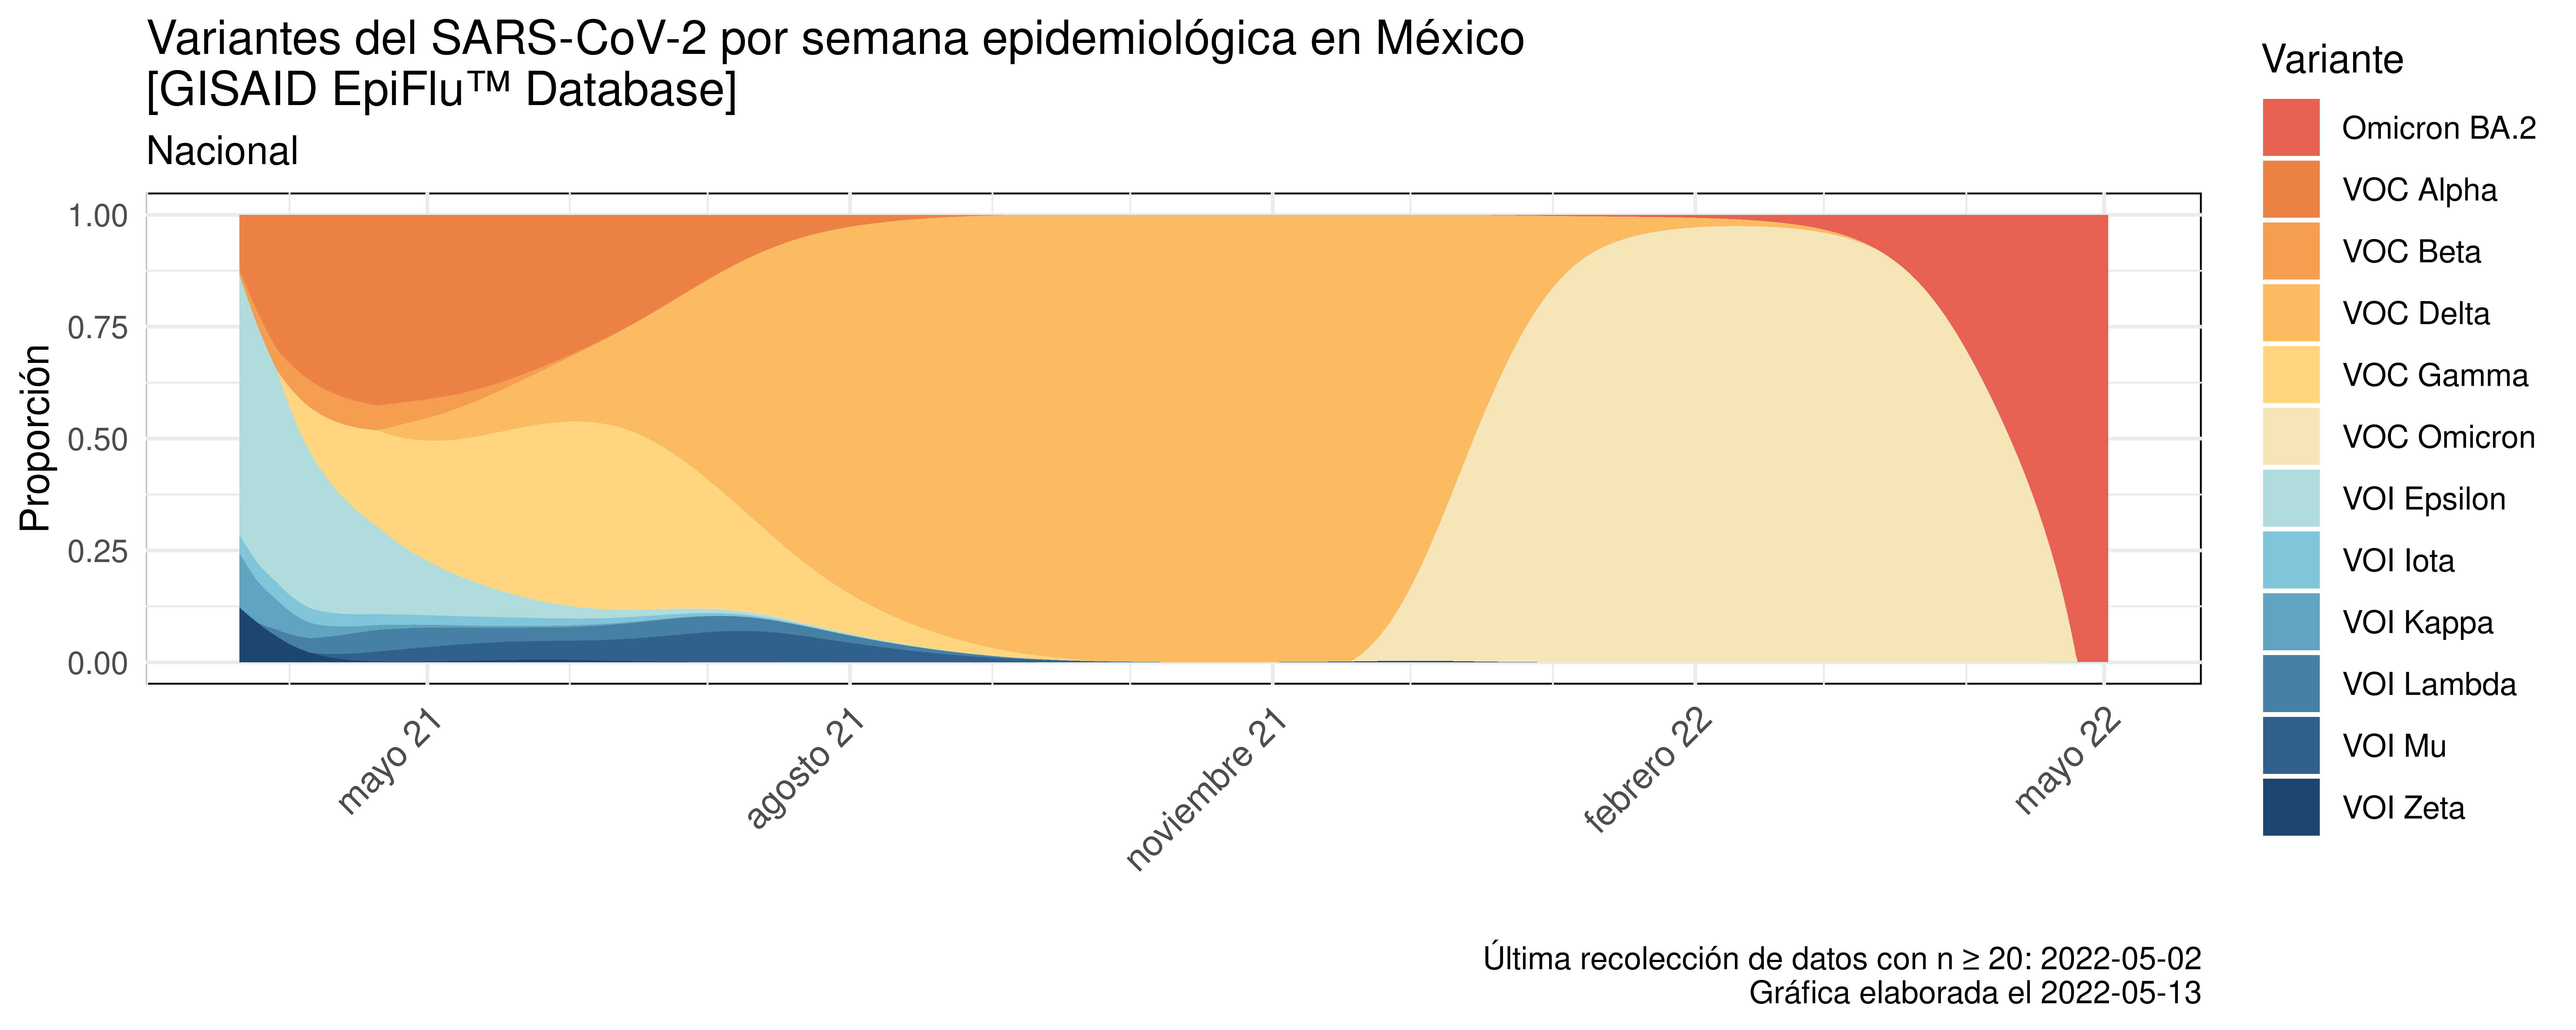 Variantes del SARS-CoV-2 por semana epidemiológica en México
[GISAID EpiFlu™ Database]
Nacional
Proporción
1.00
0.75
0.50
0.25
0.00
mayo 21
agosto 21
noviembre 21
febrero 22
mayo 22
Variante
Omicron BA.2
VOC Alpha
VOC Beta
VOC Delta
VOC Gamma
VOC Omicron
VOI Epsilon
VOI Iota
VOI Kappa
VOI Lambda
VOI Mu
VOI Zeta
Última recolección de datos con n ≥ 20: 2022-05-02
Gráfica elaborada el 2022-05-13